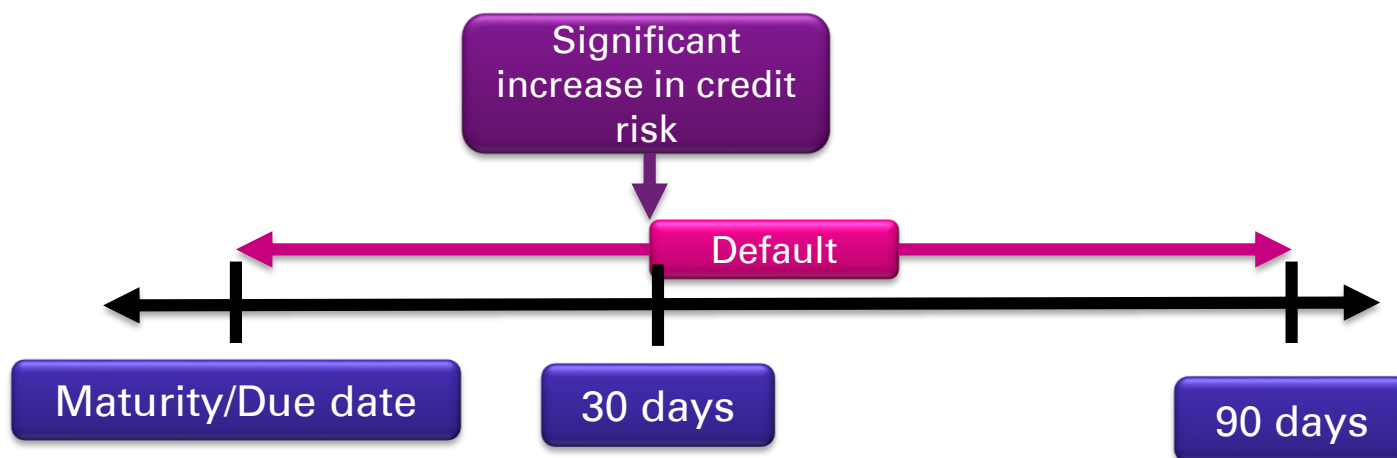 Significant
increase in credit
risk
Default
Maturity/Due date
30 days
90 days